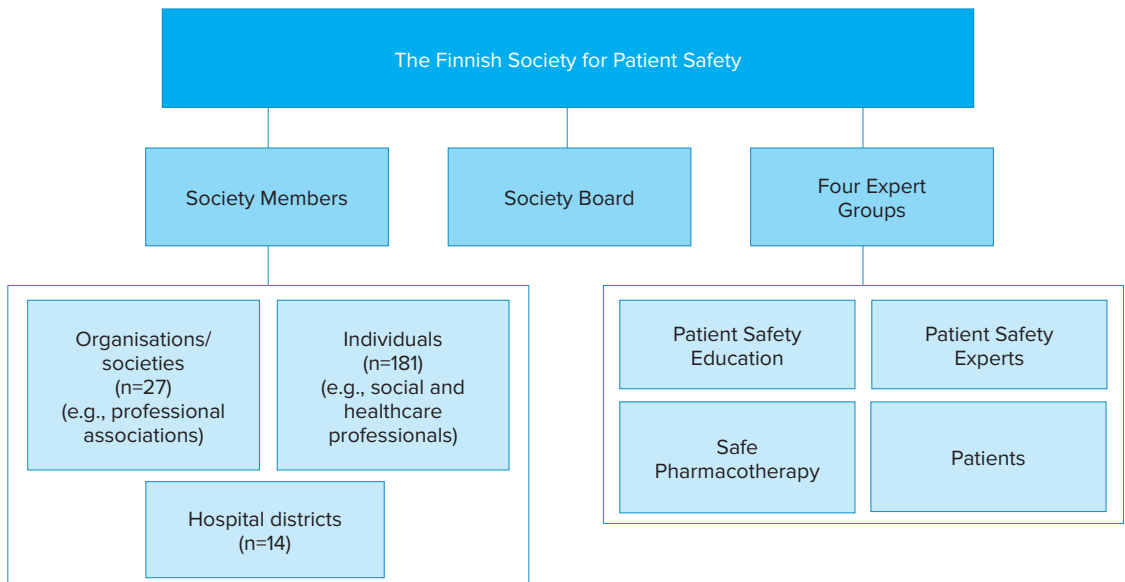 The Finnish Society for Patient Safety
Society Members
Society Board
Four Expert
Groups
Organisations/
societies
(n=27)
(e.g., professional
associations)
Individuals
(n=181)
(e.g., social and
healthcare
professionals)
Hospital districts
(n=14)
Patient Safety
Education
Patient Safety
Experts
Safe
Pharmacotherapy
Patients